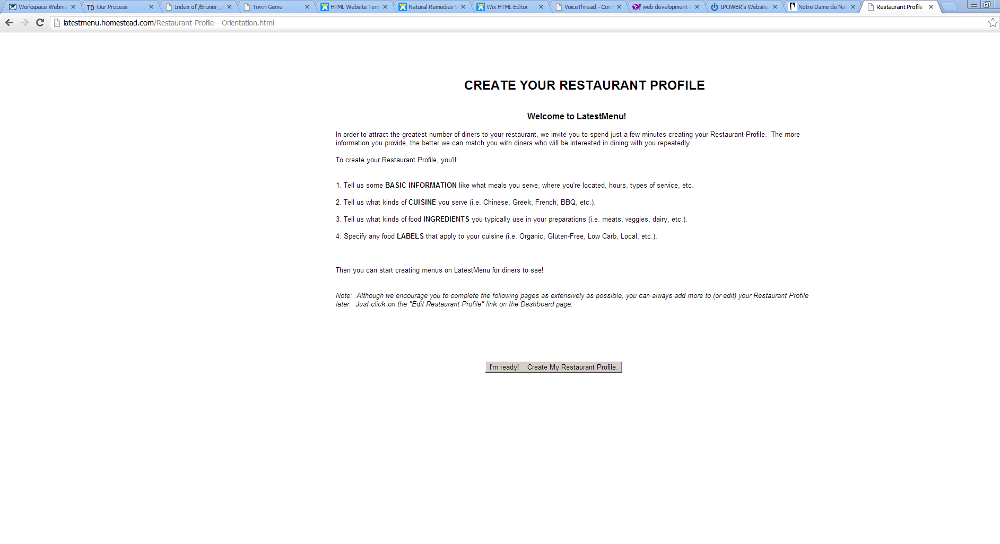 Workspace Webma
Our Process
Index of /Bruner_
Town Genie
HTML Website Tem
Natural Remedies
Wix HTML Editor
VoiceThread - Con
web development
IPOWER's Website
Notre Dame de Na
Restaurant Profile
latestmenu.homestead.com/Restaurant-Profile---Orientation.html
CREATE YOUR RESTAURANT PROFILE
Welcome to LatestMenu!
In order to attract the greatest number of diners to your restaurant, we invite you to spend just a few minutes creating your Restaurant Profile.  The more
information you provide, the better we can match you with diners who will be interested in dining with you repeatedly.
To create your Restaurant Profile, you'll:
1. Tell us some BASIC INFORMATION like what meals you serve, where you're located, hours, types of service, etc.
2. Tell us what kinds of CUISINE you serve (i.e. Chinese, Greek, French, BBQ, etc.).
3. Tell us what kinds of food INGREDIENTS you typically use in your preparations (i.e. meats, veggies, dairy, etc.).
4. Specify any food LABELS that apply to your cuisine (i.e. Organic, Gluten-Free, Low Carb, Local, etc.).
Then you can start creating menus on LatestMenu for diners to see!
Note:  Although we encourage you to complete the following pages as extensively as possible, you can always add more to (or edit) your Restaurant Profile
later.  Just click on the "Edit Restaurant Profile" link on the Dashboard page.
I'm ready!    Create My Restaurant Profile.